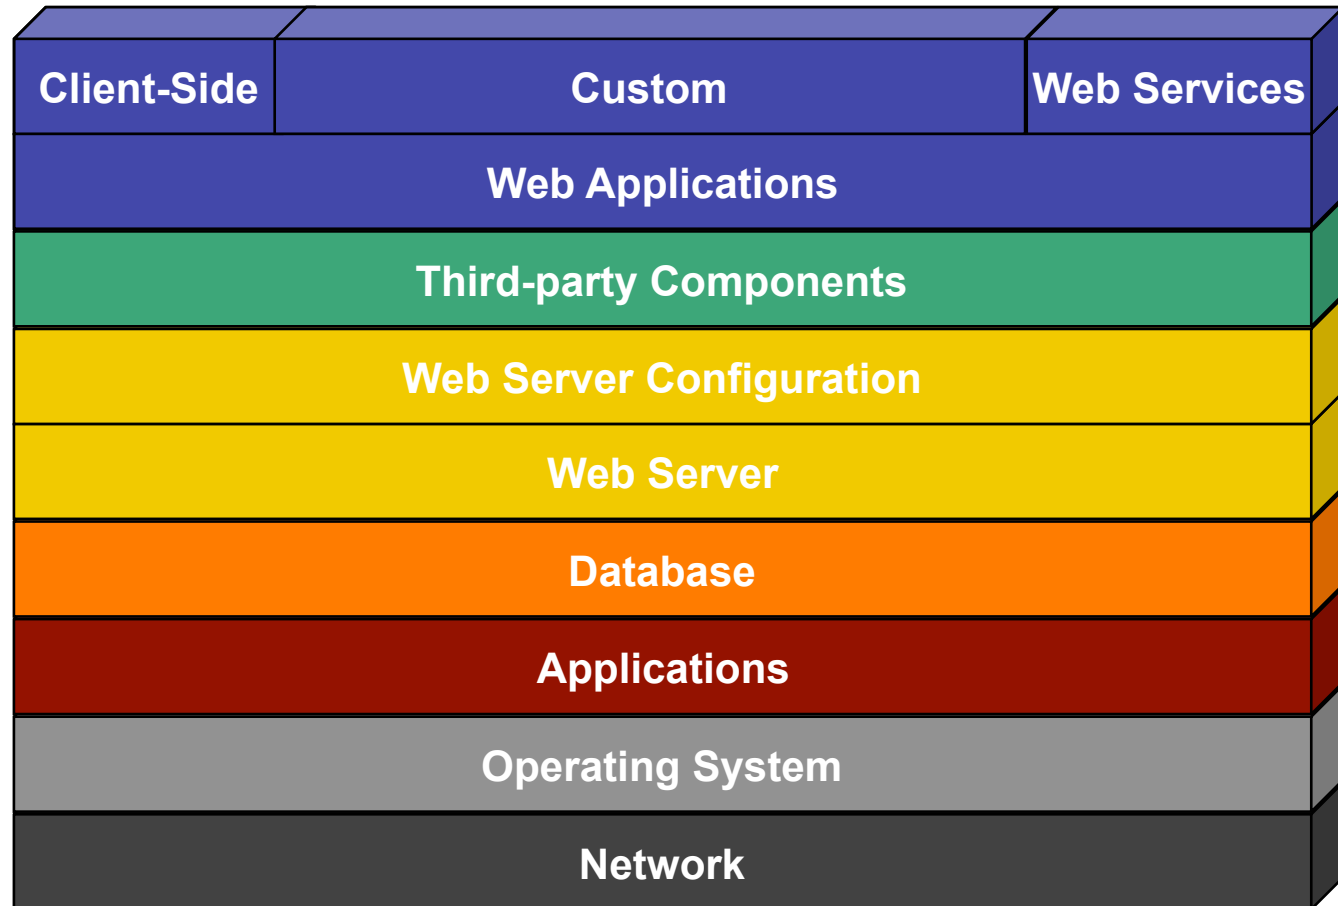 Client-Side Custom Web Services
Web Applications
Third-party Components
Web Server Configuration
Web Server
Database
Applications
Operating System
Network